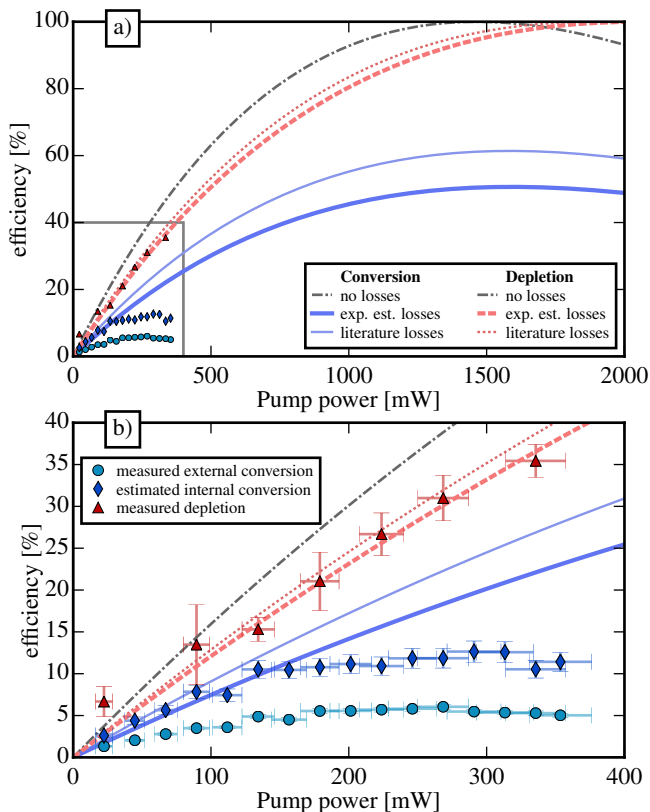 a)
100
80
60
40
20
0
efficiency [%]
Conversion Depletion
no losses no losses
exp. est. losses exp. est. losses
literature losses literature losses
0 500 1000 1500 2000
Pump power [mW]
b)
40
35
30
25
20
15
10
5
0
efficiency [%]
measured external conversion
estimated internal conversion
measured depletion
0 100 200 300 400
Pump power [mW]